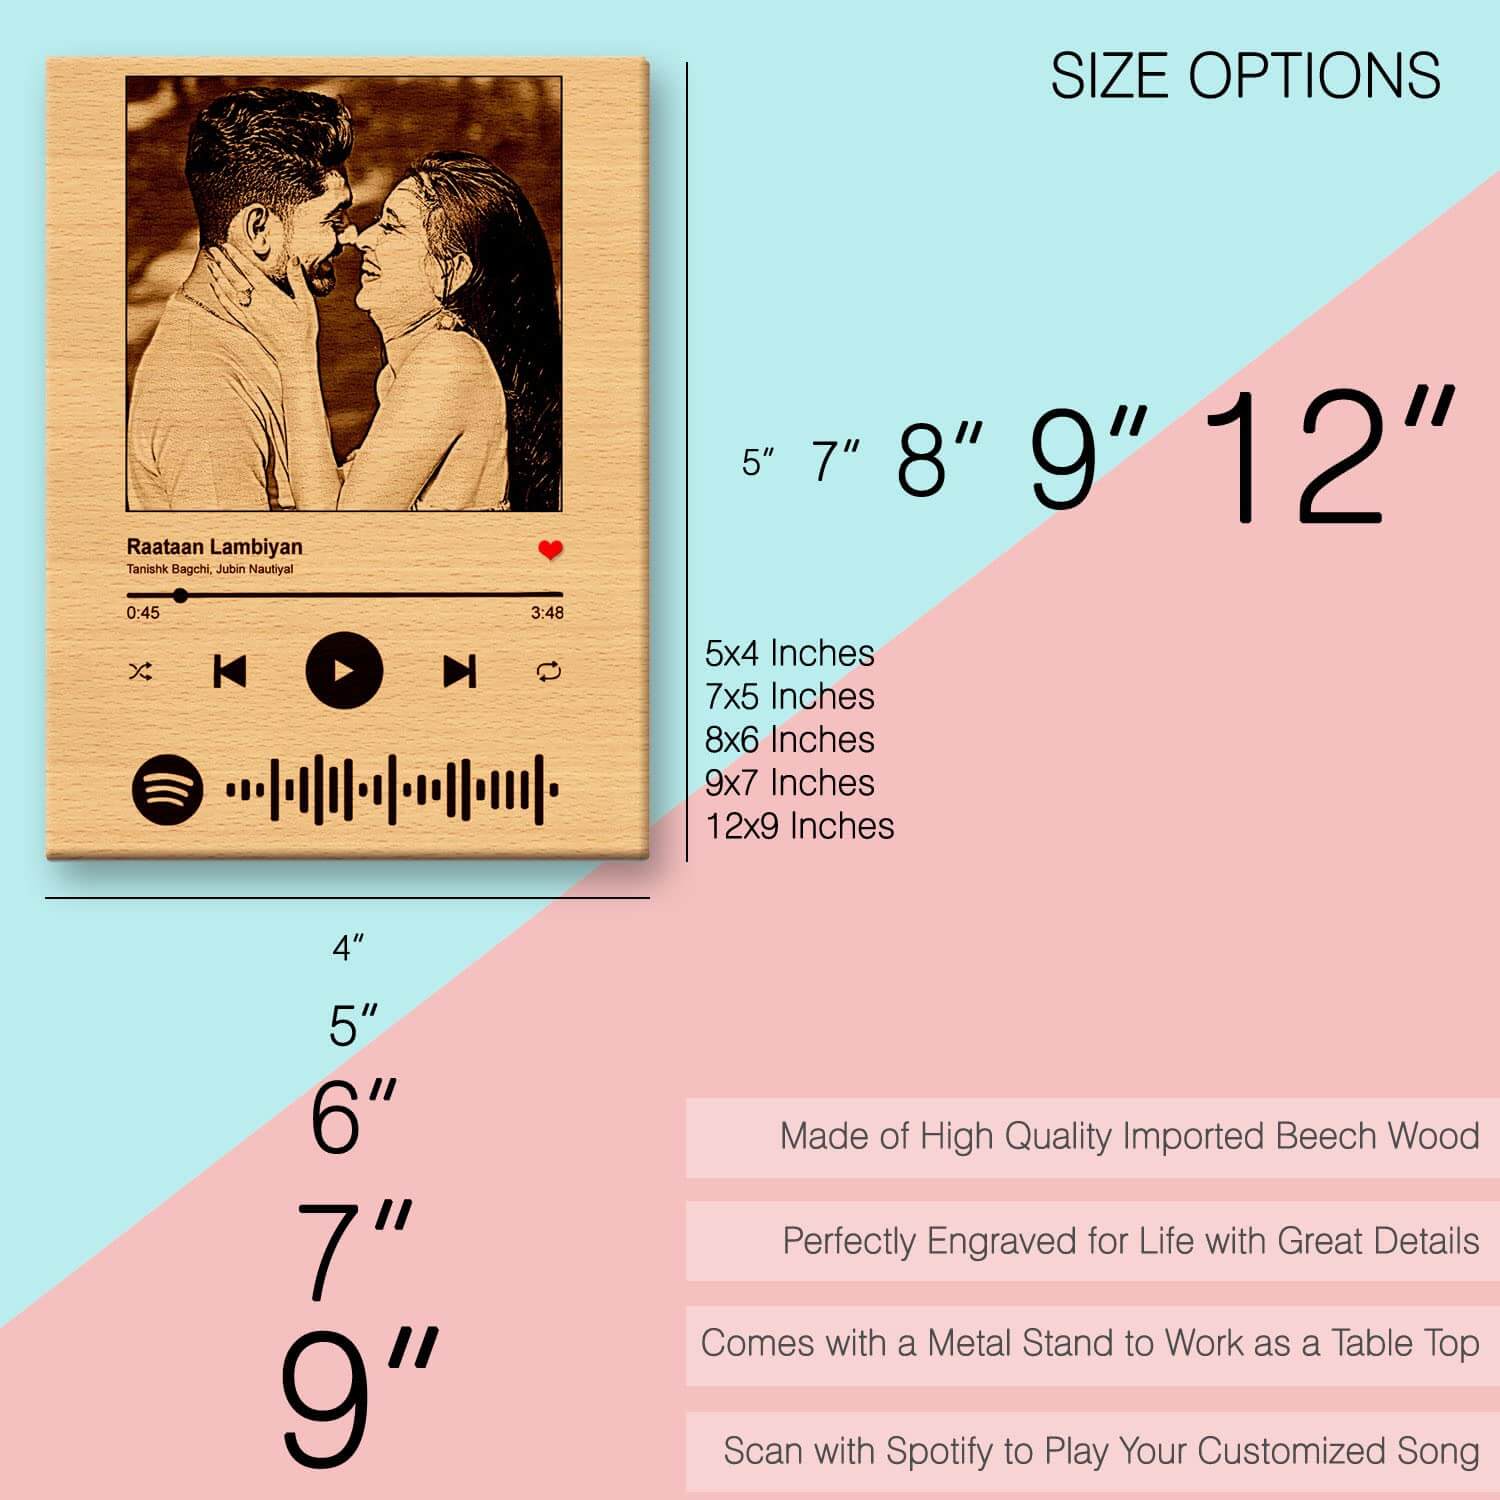 SIZE OPTIONS
Raataan Lambiyan
Tanishk Bagchi, Jubin Nautiyal
0:45 3:48
5" 7" 8" 9" 12"
5x4 Inches
7x5 Inches
8x6 Inches
9x7 Inches
12x9 Inches
4"
5"
6"
7"
9"
Made of High Quality Imported Beech Wood
Perfectly Engraved for Life with Great Details
Comes with a Metal Stand to Work as a Table Top
Scan with Spotify to Play Your Customized Song